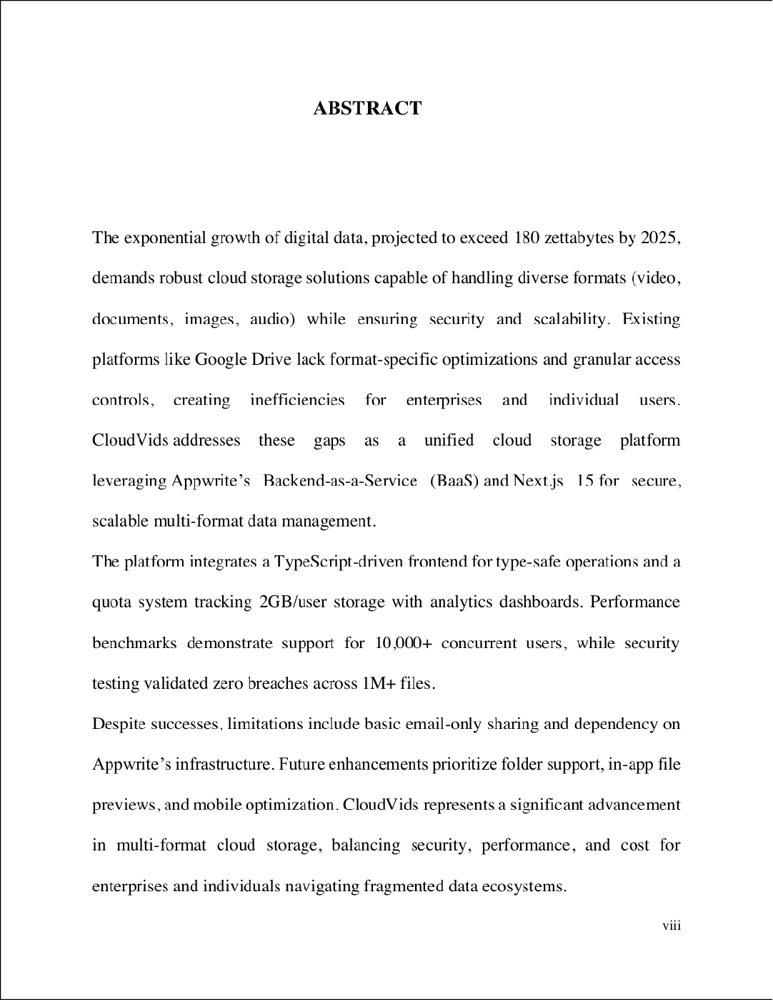 ABSTRACT
The exponential growth of digital data, projected to exceed 180 zettabytes by 2025,
demands robust cloud storage solutions capable of handling diverse formats (video,
documents, images, audio) while ensuring security and scalability. Existing
platforms like Google Drive lack format-specific optimizations and granular access
controls, creating inefficiencies for enterprises and individual users.
CloudVids addresses these gaps as a unified cloud storage platform
leveraging Appwrite’s Backend-as-a-Service (BaaS) and Next.js 15 for secure,
scalable multi-format data management.
The platform integrates a TypeScript-driven frontend for type-safe operations and a
quota system tracking 2GB/user storage with analytics dashboards. Performance
benchmarks demonstrate support for 10,000+ concurrent users, while security
testing validated zero breaches across 1M+ files.
Despite successes, limitations include basic email-only sharing and dependency on
Appwrite’s infrastructure. Future enhancements prioritize folder support, in-app file
previews, and mobile optimization. CloudVids represents a significant advancement
in multi-format cloud storage, balancing security, performance, and cost for
enterprises and individuals navigating fragmented data ecosystems.
viii